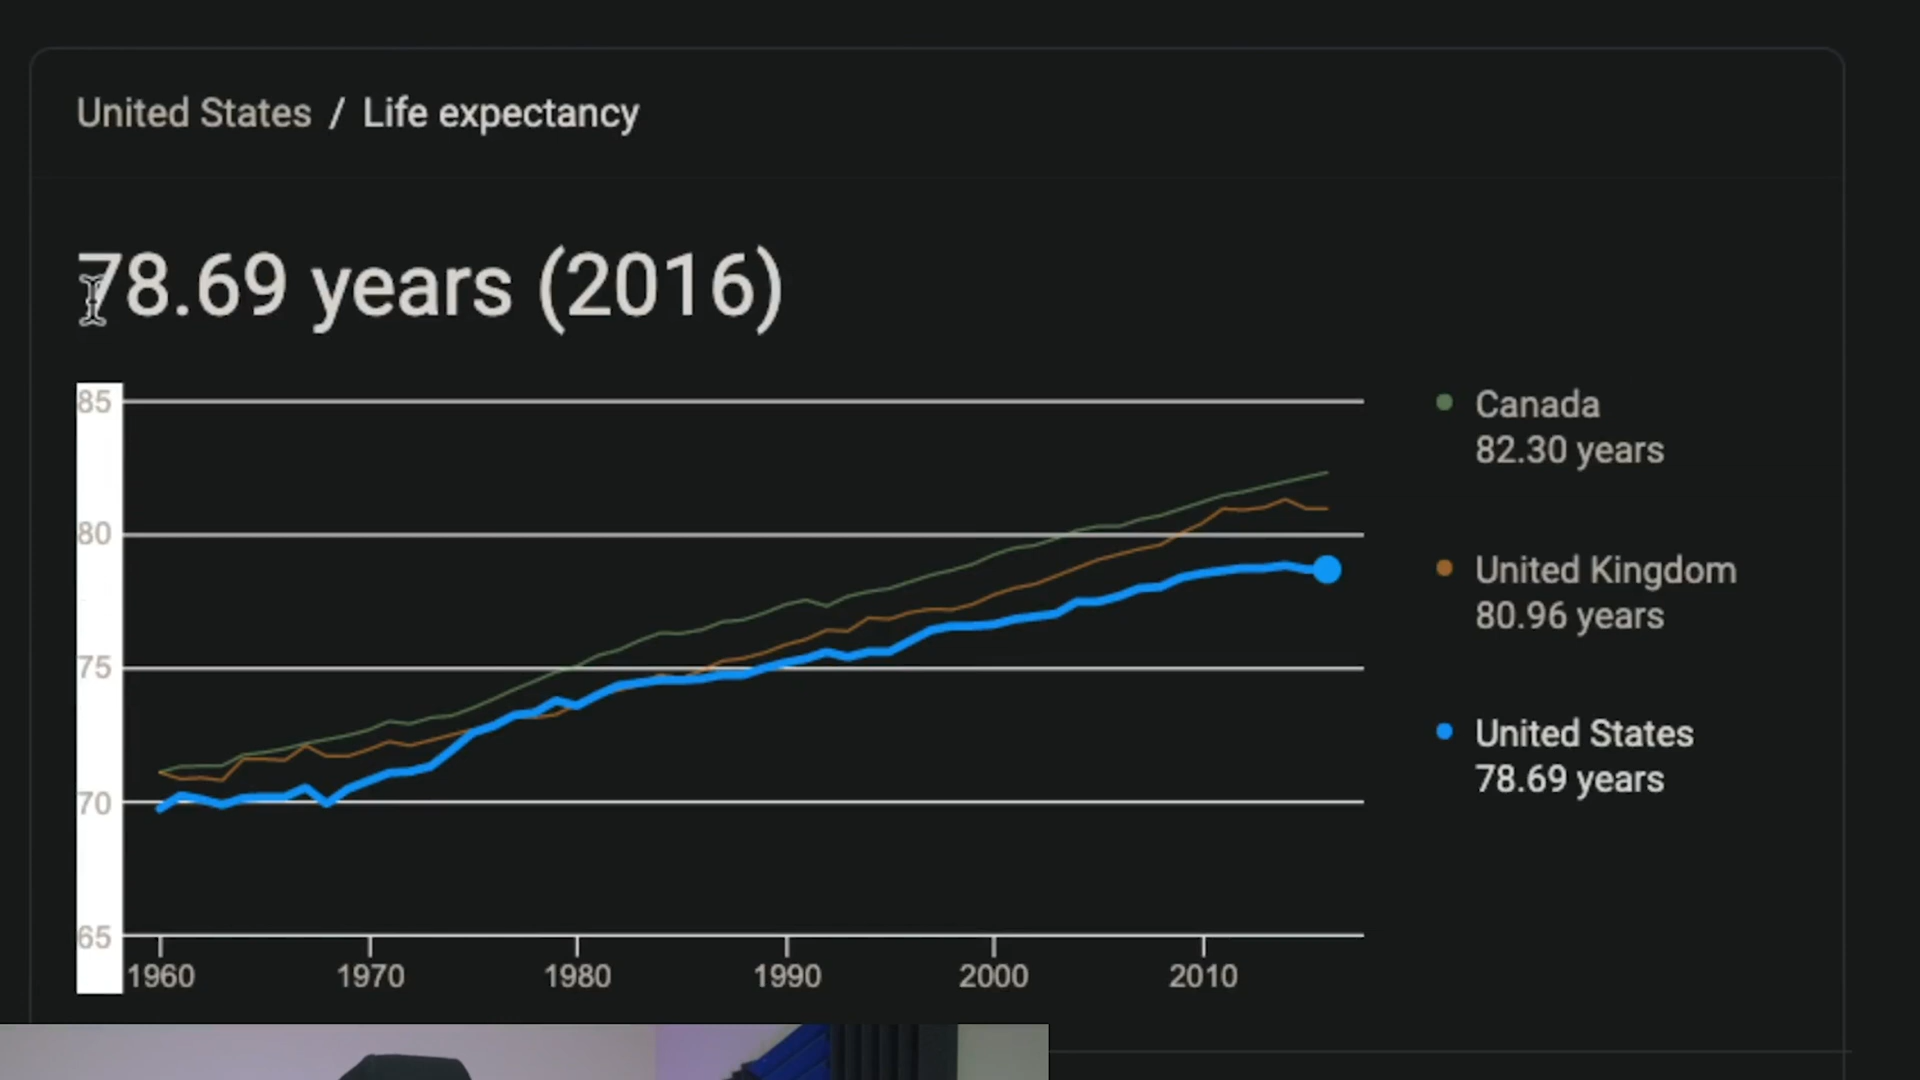 United States / Life expectancy
78.69 years (2016)
85
80
75
70
65
1960 1970 1980 1990 2000 2010
Canada
82.30 years
United Kingdom
80.96 years
United States
78.69 years